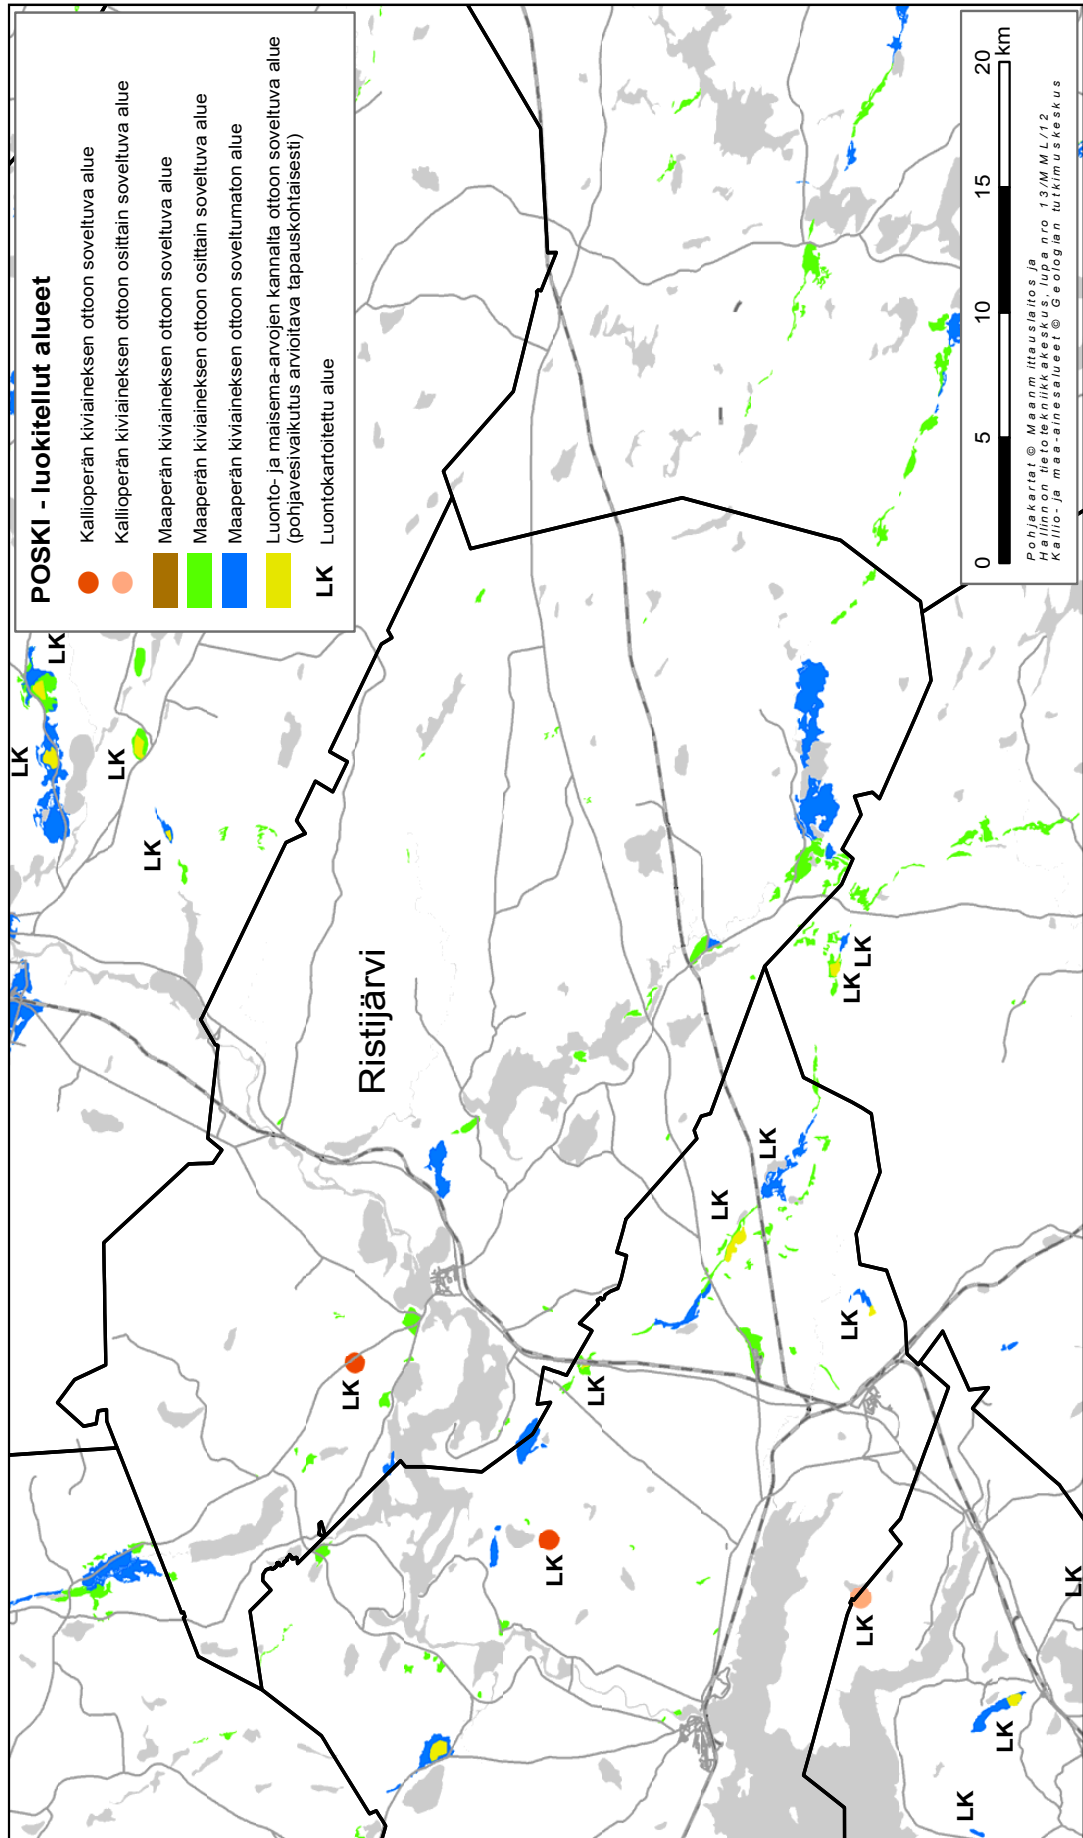 POSKI - luokitellut alueet
Kallioperän kiviaineksen ottoon soveltuva alue
Kallioperän kiviaineksen ottoon osittain soveltuva alue
Maaperän kiviaineksen ottoon soveltuva alue
Maaperän kiviaineksen ottoon osittain soveltuva alue
Maaperän kiviaineksen ottoon soveltumaton alue
Luonto- ja maisema-arvojen kannalta ottoon soveltuva alue
(pohjavesivaikutus arvioitava tapauskohtaisesti)
LK Luontokartoitettu alue
LK
LK
LK
LK
Ristijärvi
LK
LK
LK
LK
LK
LK
LK
LK
LK
LK
LK
LK
LK
0 5 10 15 20
km
Pohjakartat © Maanmittauslaitos ja
Hallinnon tietotekniikkakeskus, lupa nro 13/MML/12
Kallio- ja maa-ainesalueet © Geologian tutkimuskeskus